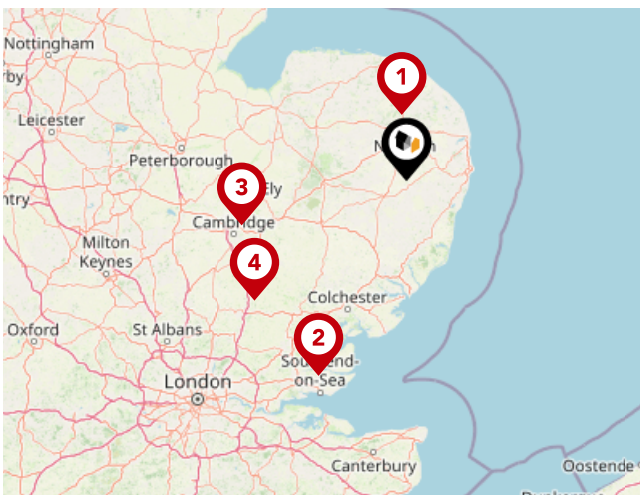 Nottingham
rby
1
Leicester
Peterborough
3
Ely
ntry
Cambridge
Milton
Keynes
4
Colchester
Oxford
St Albans
2
on-Sea
London
Canterbury
Oostende